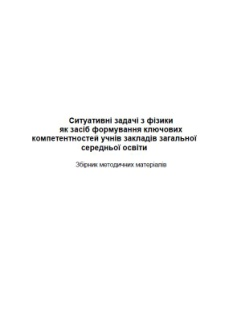 Ситуативні задачі з фізики
як засіб формування ключових
компетентностей учнів закладів загальної
середньої освіти
Збірник методичних матеріалів